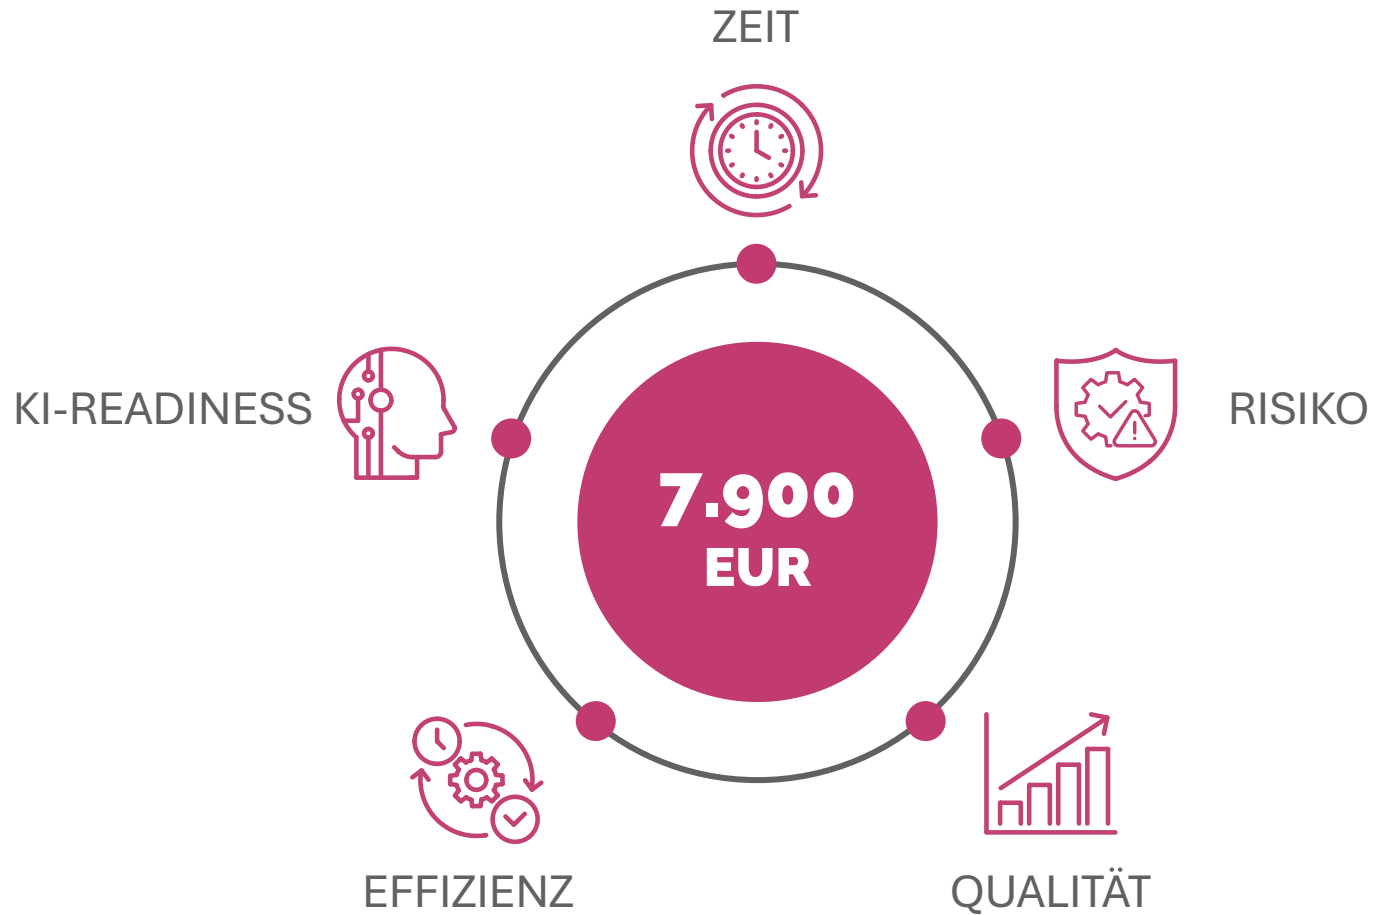 ZEIT
KI-READINESS
RISIKO
7.900
EUR
EFFIZIENZ
QUALITÄT